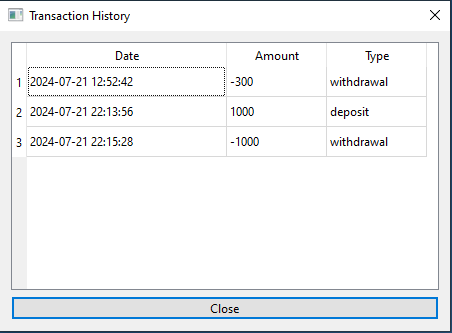 Transaction History
Date Amount Type
1 2024-07-21 12:52:42 -300 withdrawal
2 2024-07-21 22:13:56 1000 deposit
3 2024-07-21 22:15:28 -1000 withdrawal
Close